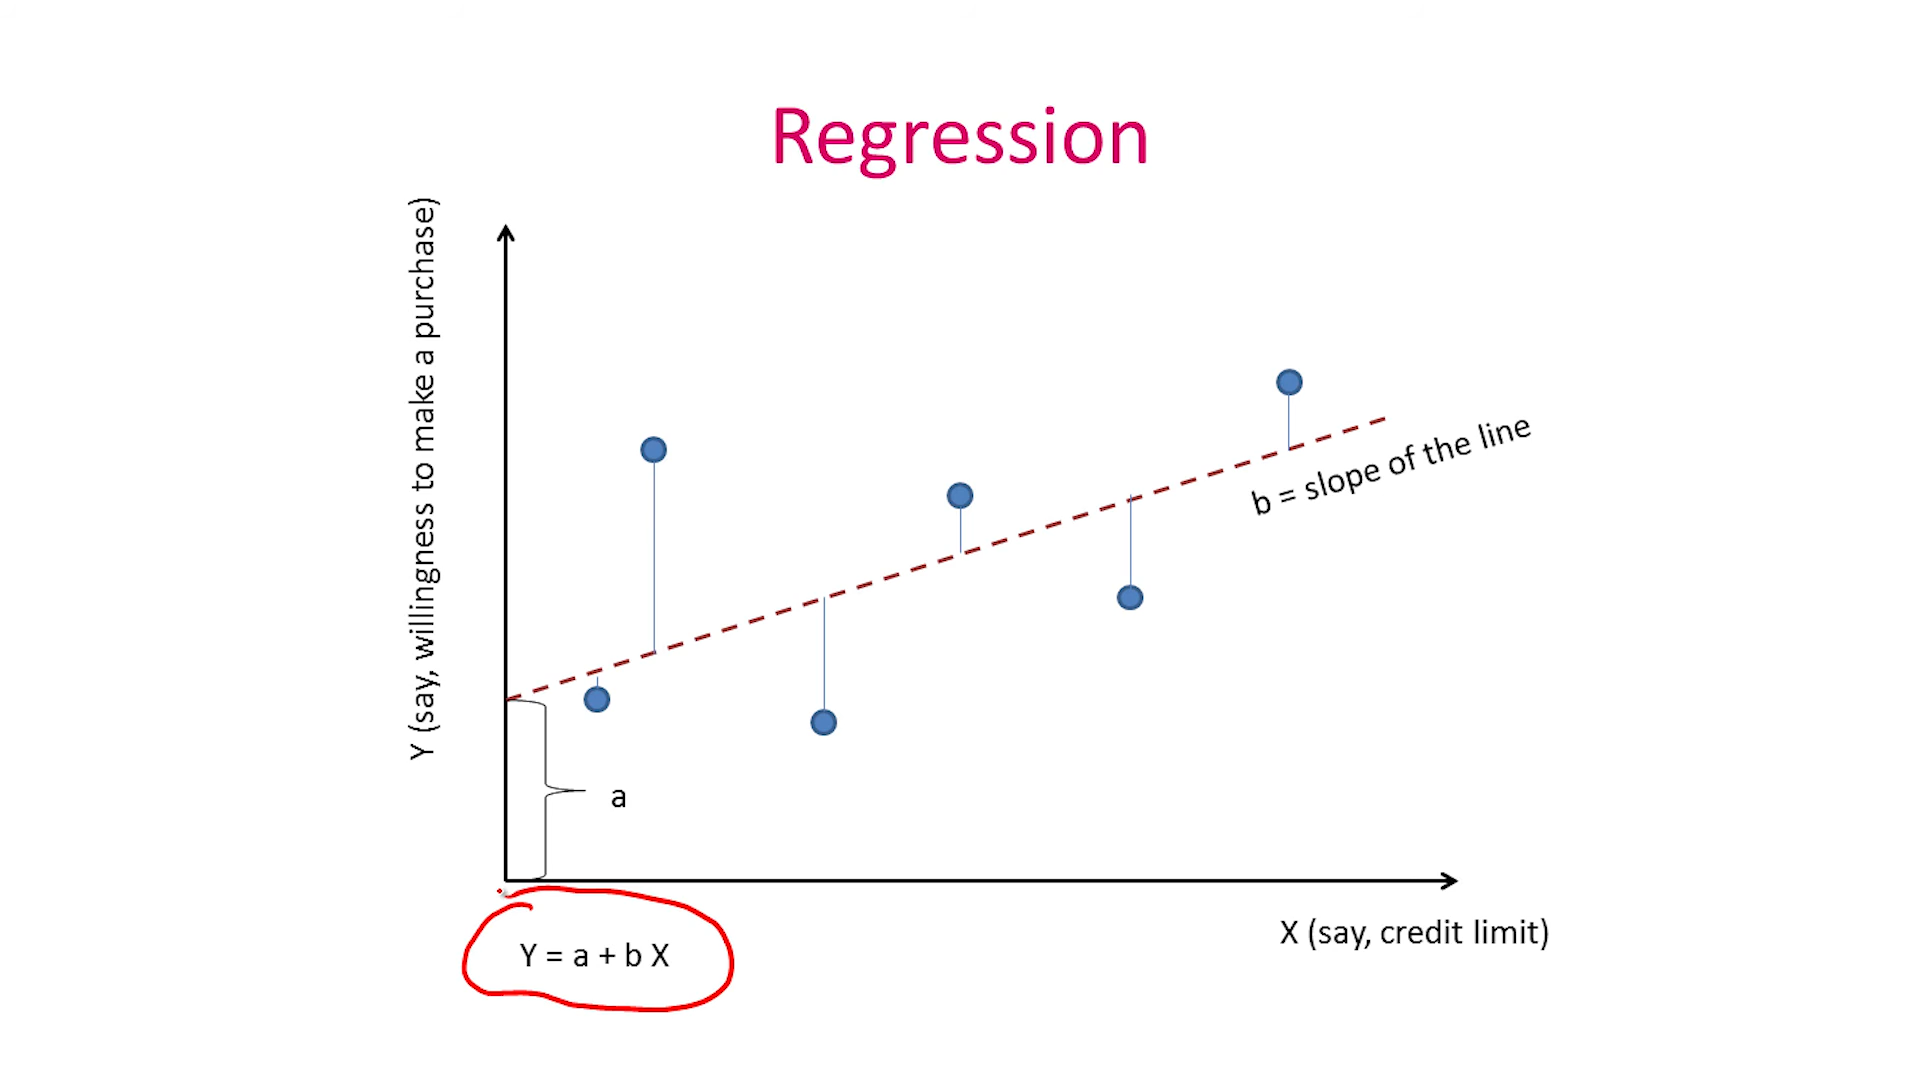 Regression
Y (say, willingness to make a purchase)
b = slope of the line
a
X (say, credit limit)
Y = a + b X